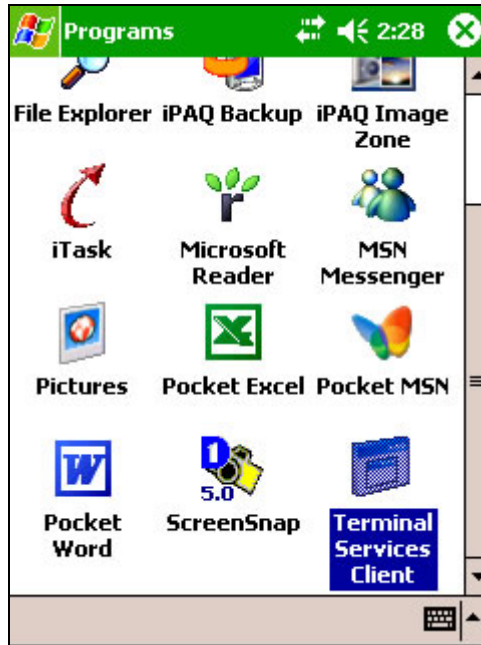 Programs 2:28
File Explorer iPAQ Backup iPAQ Image
Zone
iTask Microsoft MSN
Reader Messenger
Pictures Pocket Excel Pocket MSN
W 1
5.0
Pocket ScreenSnap Terminal
Word Services
Client